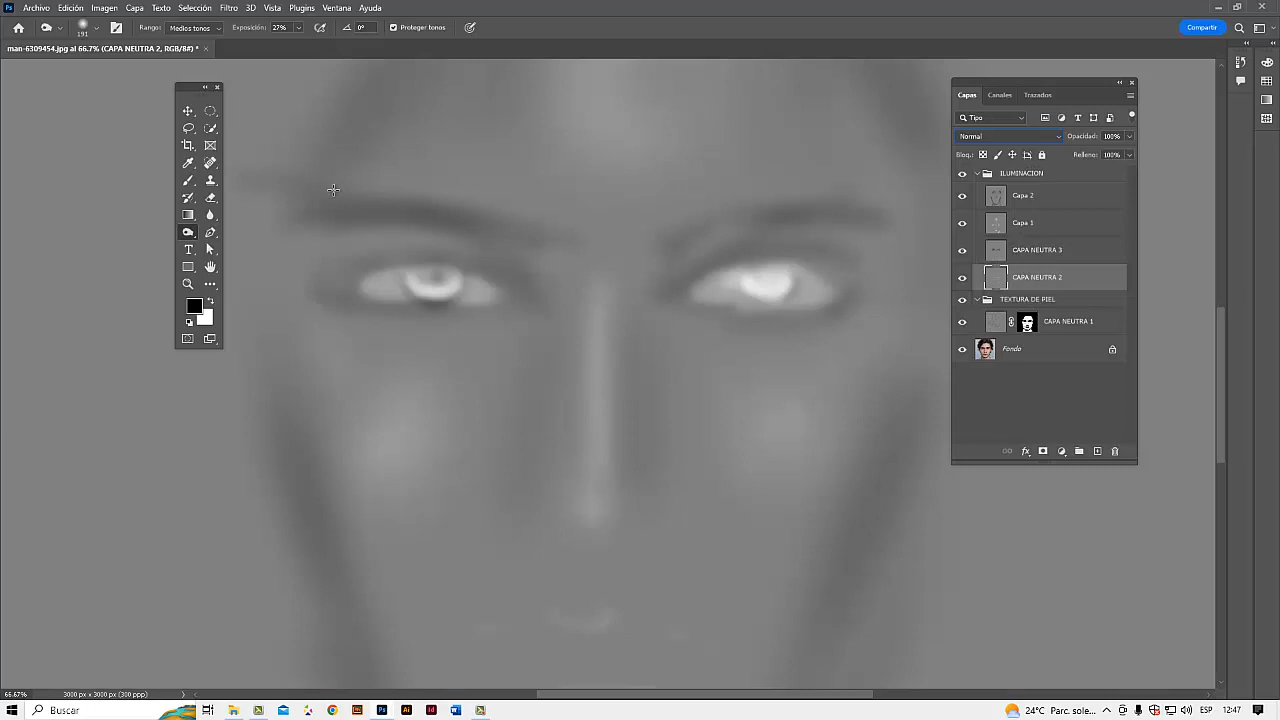 Archivo Edición Imagen Capa Texto Selección Filtro 3D Vista Plugins Ventana Ayuda
191 Rango: Medios tonos Exposición: 27% 0° Proteger tonos Compartir
man-6309454.jpg al 66.7% (CAPA NEUTRA 2, RGB/8#) * ×
Capas Canales Trazados
Tipo
Normal Opacidad: 100%
Bloq.: Relleno: 100%
ILUMINACION
Capa 2
Capa 1
CAPA NEUTRA 3
CAPA NEUTRA 2
TEXTURA DE PIEL
CAPA NEUTRA 1
Fondo
fx
66.67% 3000 px x 3000 px (300 ppp)
Buscar 24°C Parc. sole... ESP 12:47